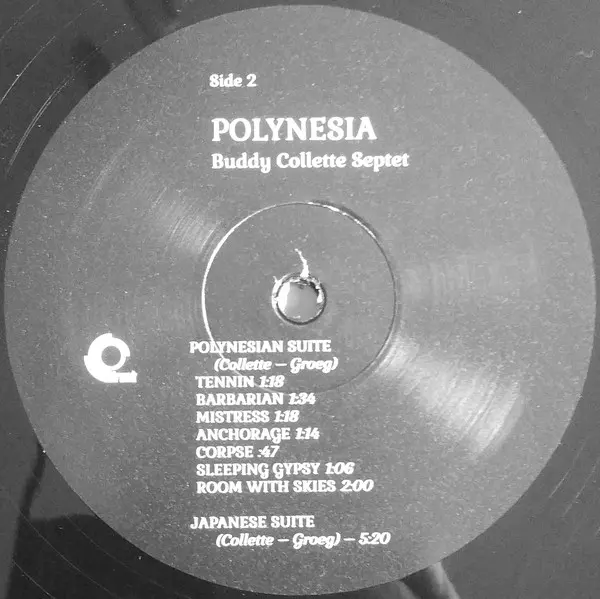 Side 2
POLYNESIA
Buddy Collette Septet
POLYNESIAN SUITE
(Collette – Groeg)
TENNIN 1:18
BARBARIAN 1:34
MISTRESS 1:18
ANCHORAGE 1:14
CORPSE :47
SLEEPING GYPSY 1:06
ROOM WITH SKIES 2:00
JAPANESE SUITE
(Collette – Groeg) – 5:20